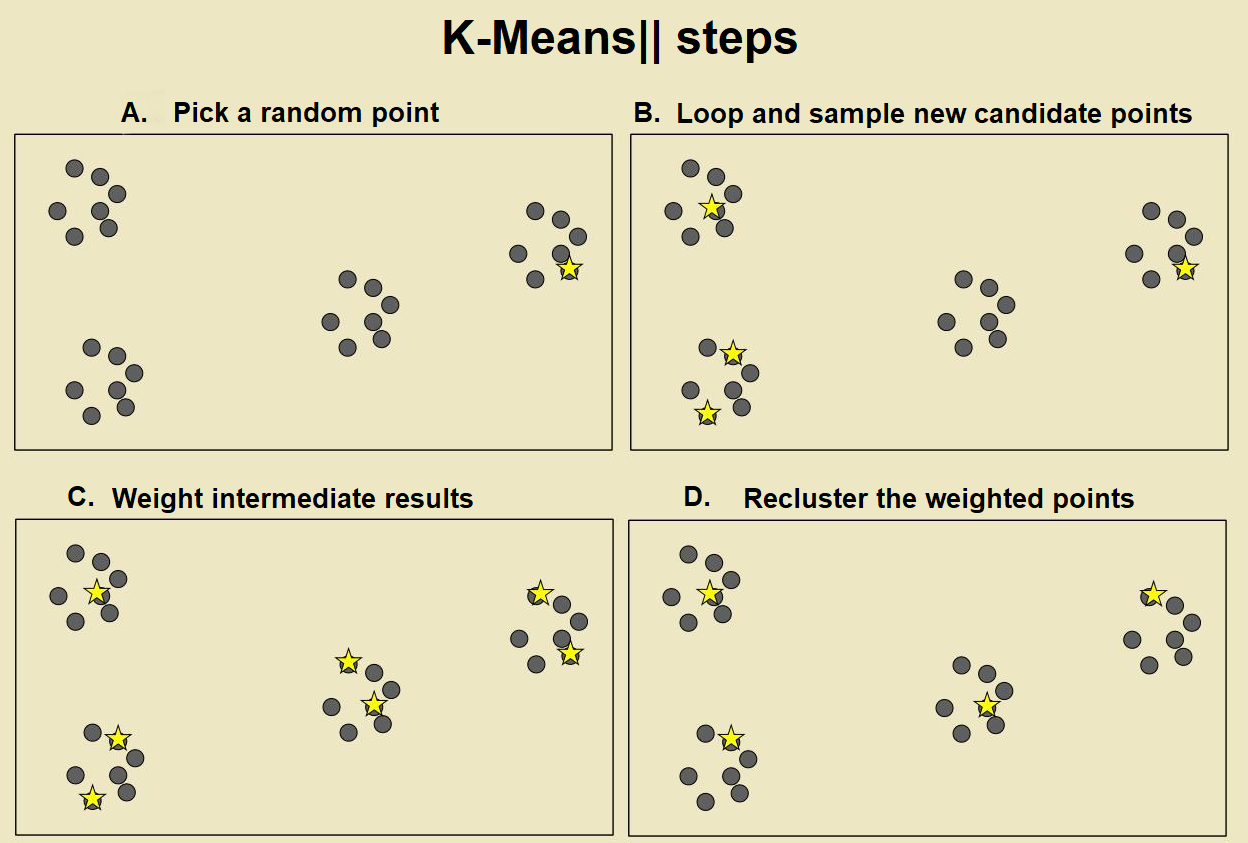 K-Means|| steps
A. Pick a random point
B. Loop and sample new candidate points
C. Weight intermediate results
D. Recluster the weighted points